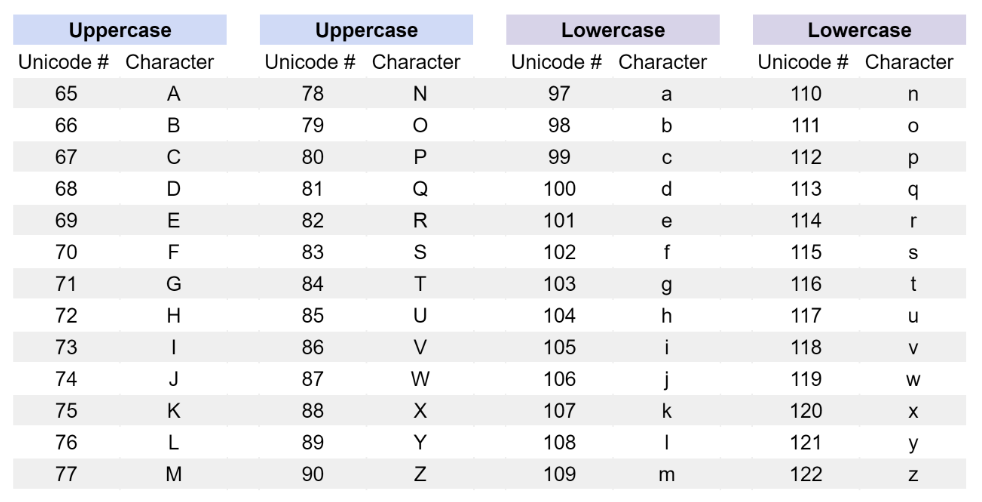 Uppercase Uppercase Lowercase Lowercase
Unicode # Character Unicode # Character Unicode # Character Unicode # Character
65 A 78 N 97 a 110 n
66 B 79 O 98 b 111 o
67 C 80 P 99 c 112 p
68 D 81 Q 100 d 113 q
69 E 82 R 101 e 114 r
70 F 83 S 102 f 115 s
71 G 84 T 103 g 116 t
72 H 85 U 104 h 117 u
73 I 86 V 105 i 118 v
74 J 87 W 106 j 119 w
75 K 88 X 107 k 120 x
76 L 89 Y 108 l 121 y
77 M 90 Z 109 m 122 z